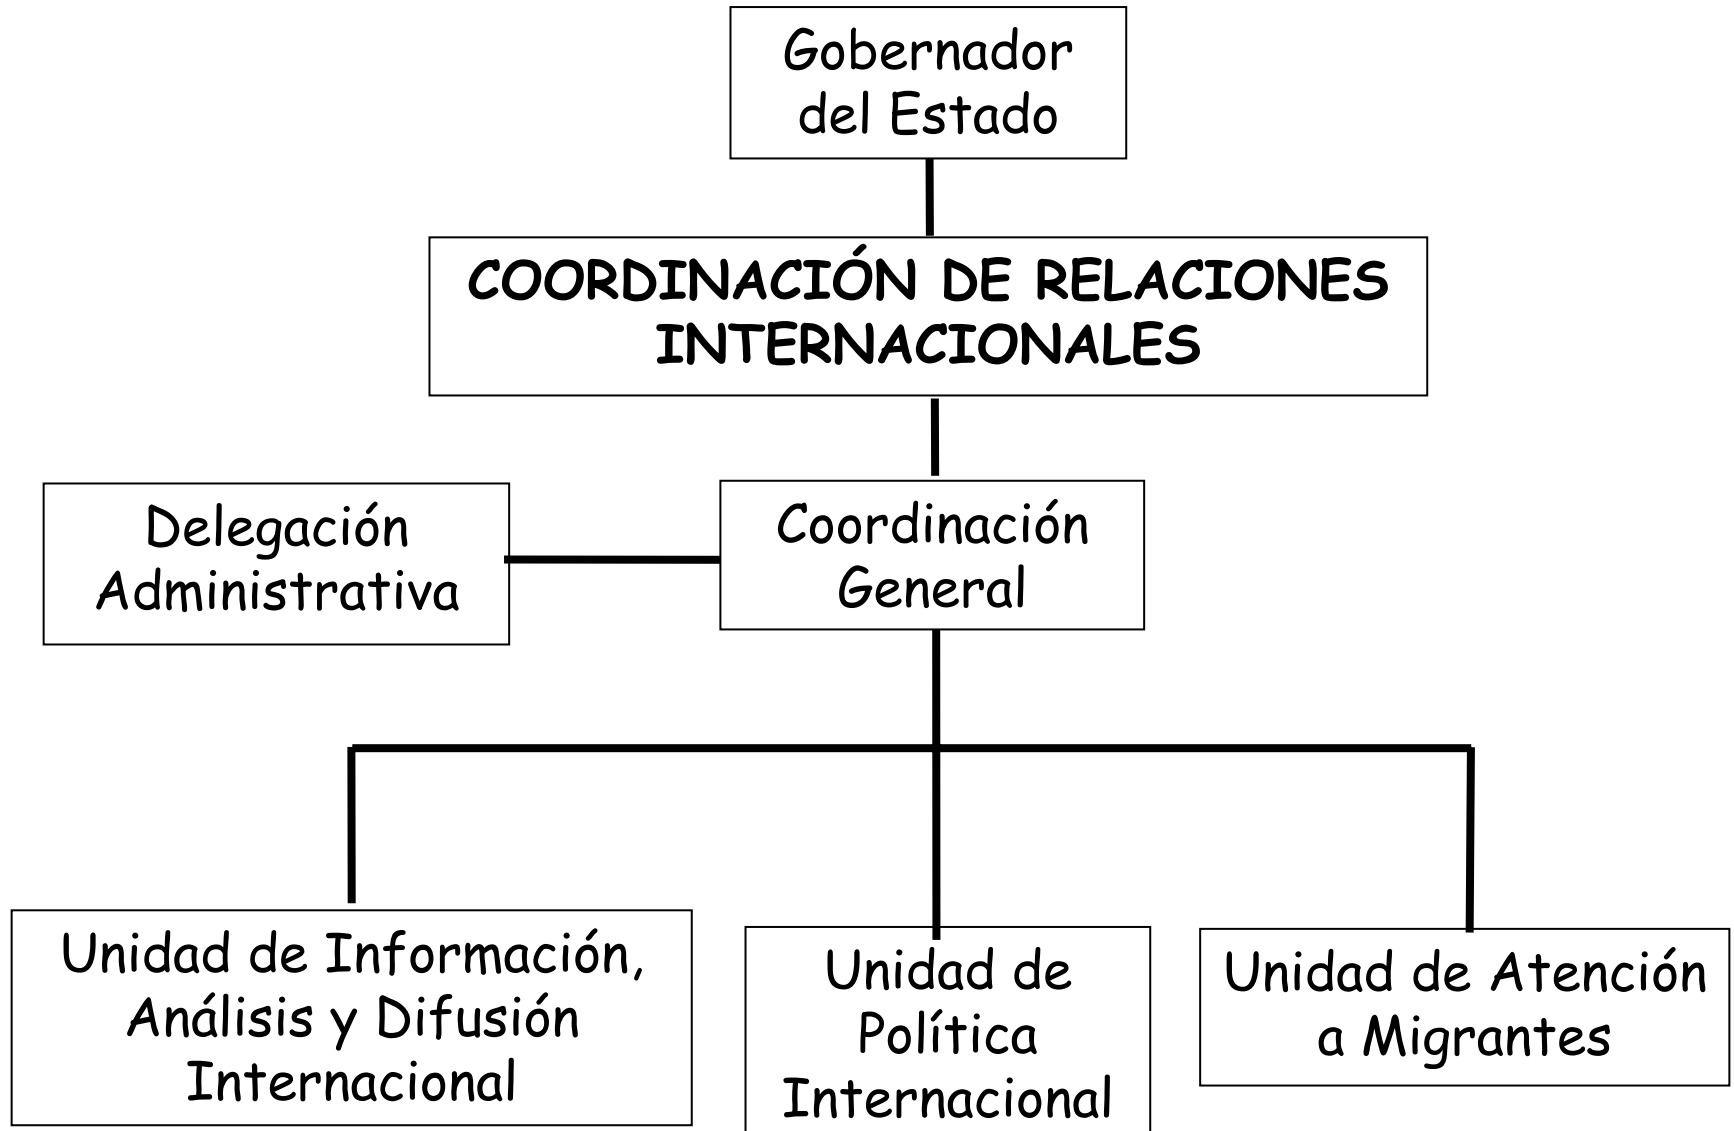 Gobernador
del Estado
COORDINACIÓN DE RELACIONES
INTERNACIONALES
Delegación
Administrativa
Coordinación
General
Unidad de Información,
Análisis y Difusión
Internacional
Unidad de
Política
Internacional
Unidad de Atención
a Migrantes